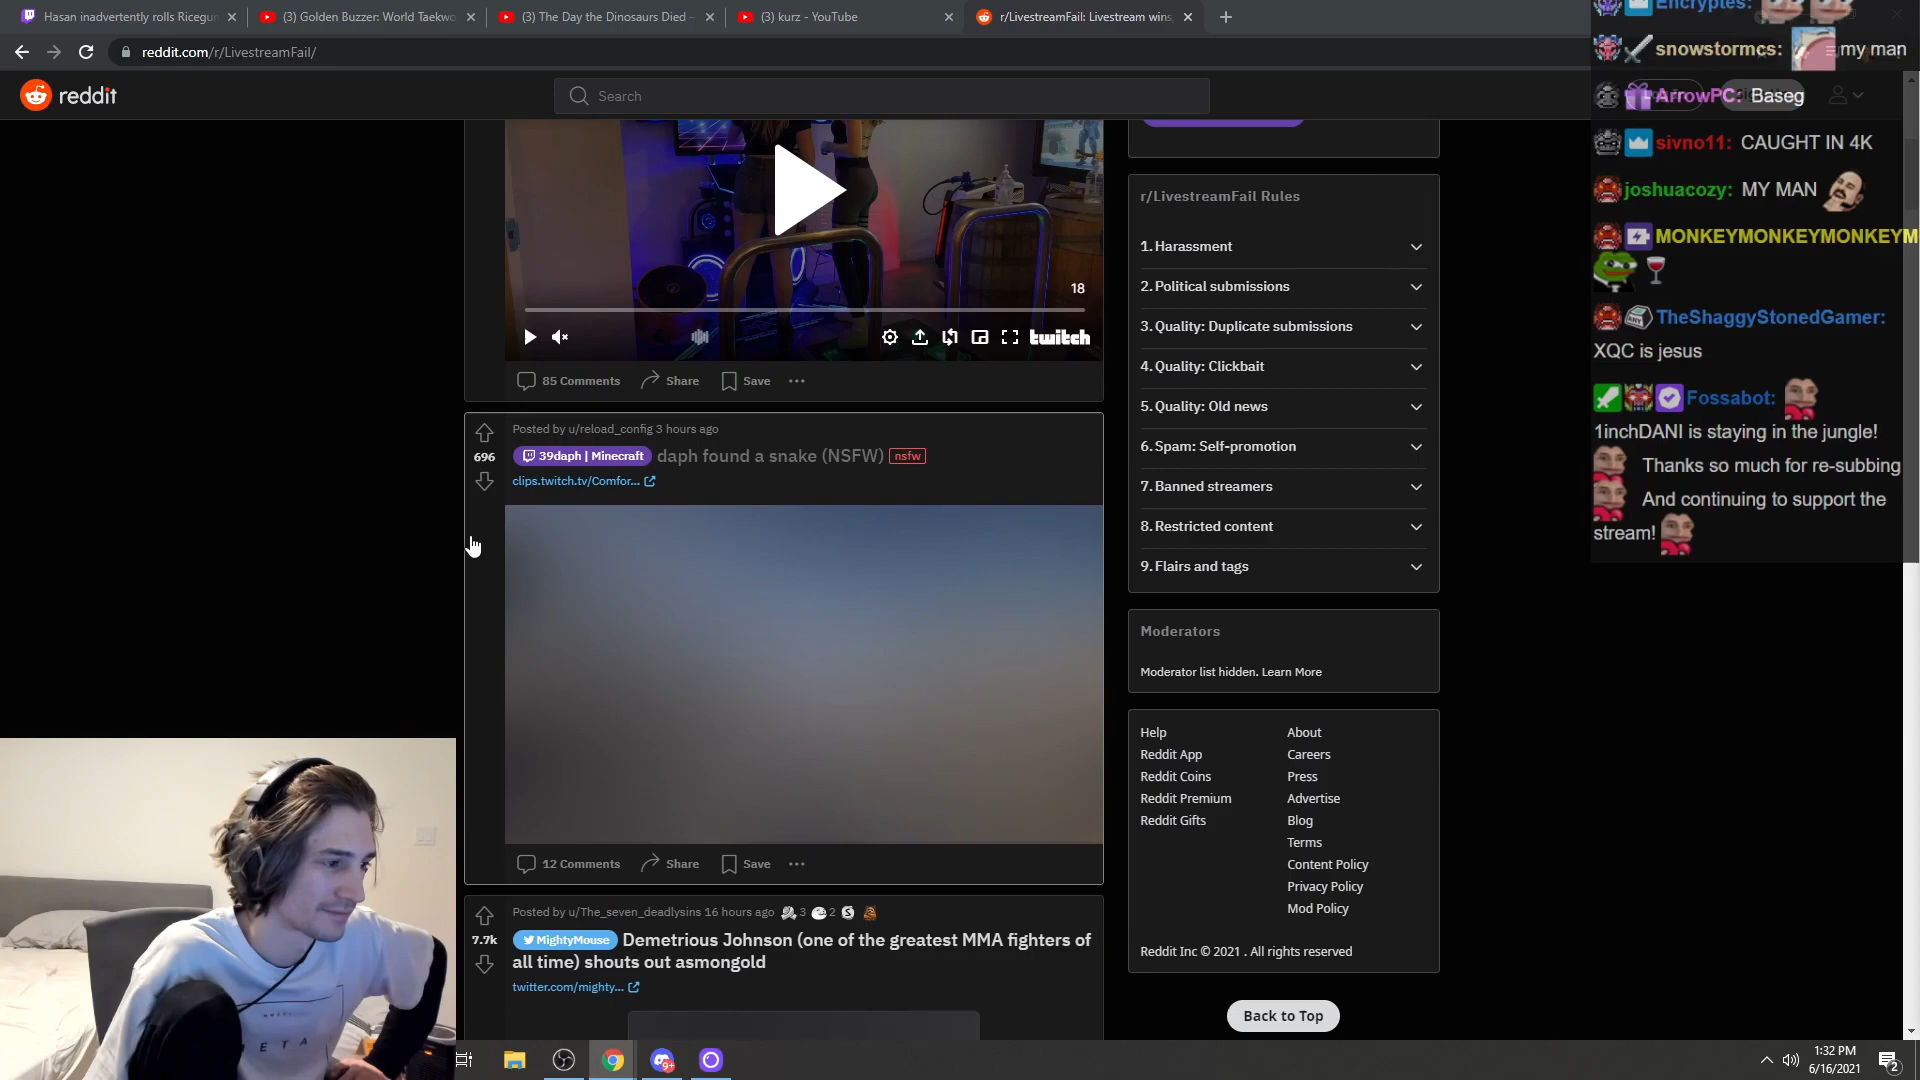 Hasan inadvertently rolls Ricegu
(3) Golden Buzzer: World Taekwo
(3) The Day the Dinosaurs Died -
(3) kurz - YouTube
r/LivestreamFail: Livestream wins
reddit.com/r/LivestreamFail/
reddit
Search
18
twitch
85 Comments
Share
Save
Posted by u/reload_config 3 hours ago
696
39daph | Minecraft daph found a snake (NSFW) nsfw
clips.twitch.tv/Comfor...
12 Comments
Share
Save
Posted by u/The_seven_deadlysins 16 hours ago 3 2
7.7k
MightyMouse Demetrious Johnson (one of the greatest MMA fighters of
all time) shouts out asmongold
twitter.com/mighty...
META
r/LivestreamFail Rules
1. Harassment
2. Political submissions
3. Quality: Duplicate submissions
4. Quality: Clickbait
5. Quality: Old news
6. Spam: Self-promotion
7. Banned streamers
8. Restricted content
9. Flairs and tags
Moderators
Moderator list hidden. Learn More
Help
Reddit App
Reddit Coins
Reddit Premium
Reddit Gifts
About
Careers
Press
Advertise
Blog
Terms
Content Policy
Privacy Policy
Mod Policy
Reddit Inc © 2021 . All rights reserved
Back to Top
Encryptes:
snowstormcs: my man
ArrowPC: Baseg
sivno11: CAUGHT IN 4K
joshuacozy: MY MAN
MONKEYMONKEYMONKEYM
TheShaggyStonedGamer:
XQC is jesus
Fossabot:
1inchDANI is staying in the jungle!
Thanks so much for re-subbing
And continuing to support the
stream!
9+
1:32 PM
6/16/2021
2